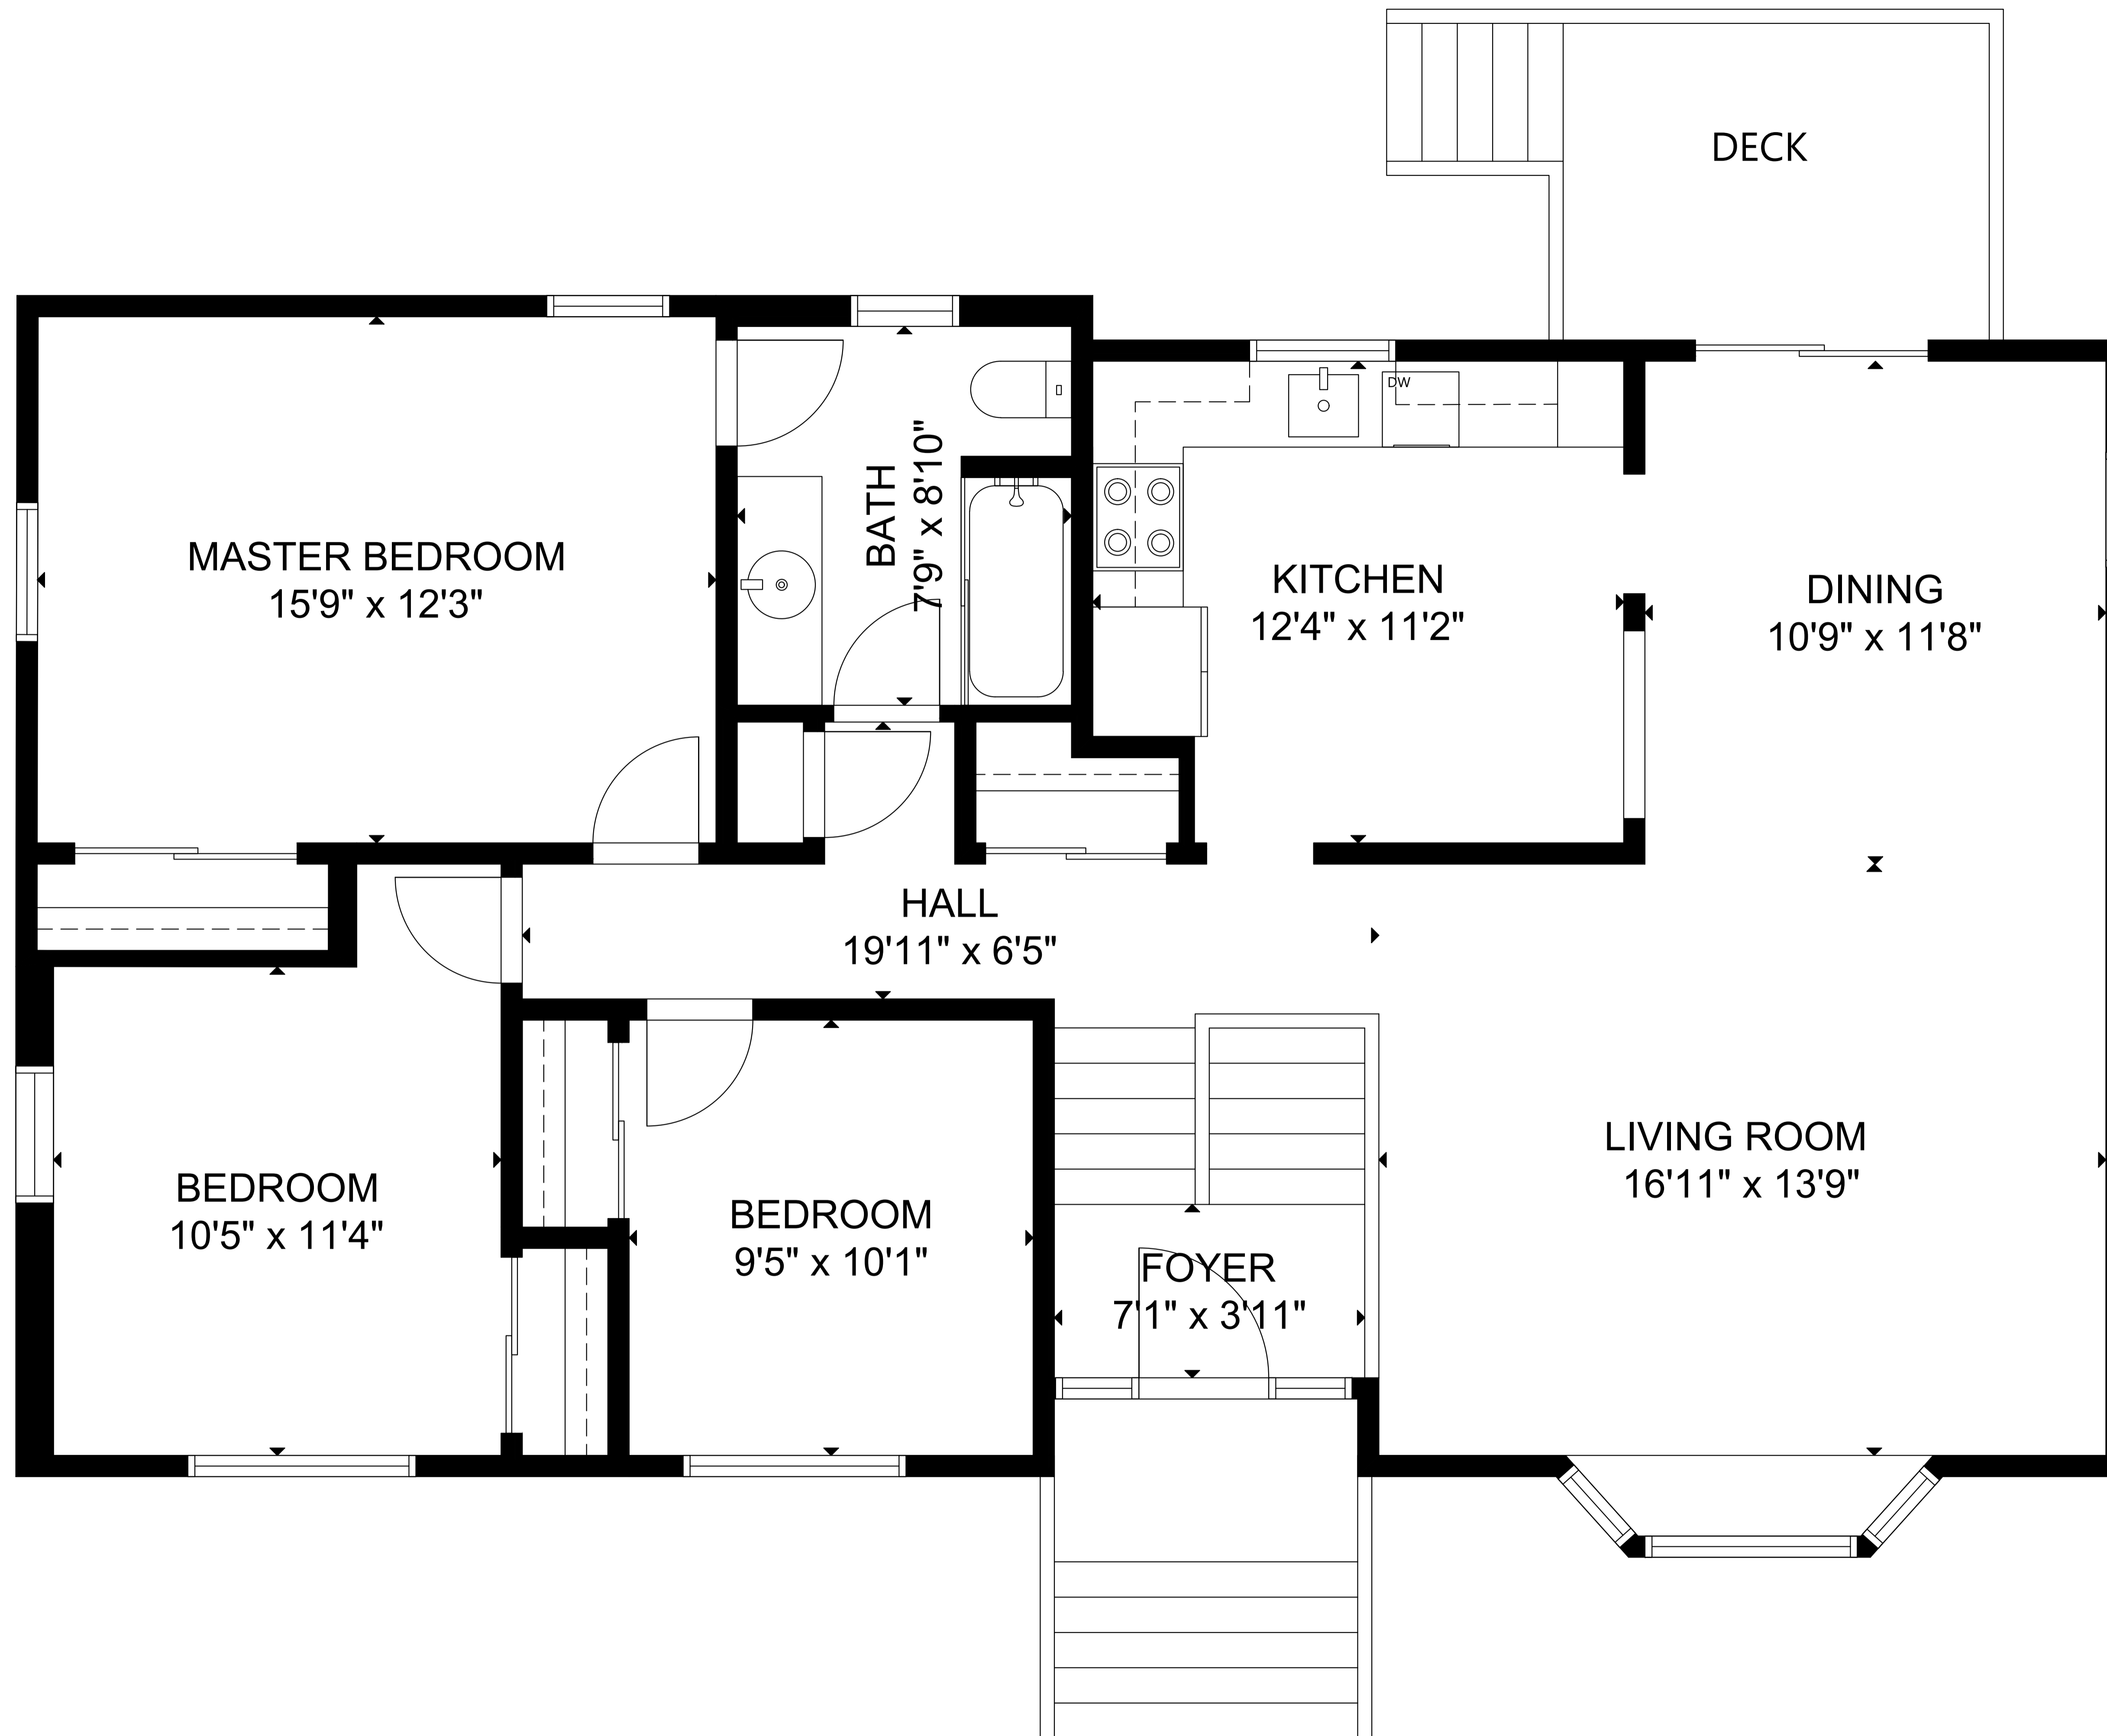 DECK
DW
MASTER BEDROOM
15'9" x 12'3"
BATH
7'9" x 8'10"
KITCHEN
12'4" x 11'2"
DINING
10'9" x 11'8"
HALL
19'11" x 6'5"
LIVING ROOM
16'11" x 13'9"
BEDROOM
10'5" x 11'4"
BEDROOM
9'5" x 10'1"
FOYER
7'1" x 3'11"